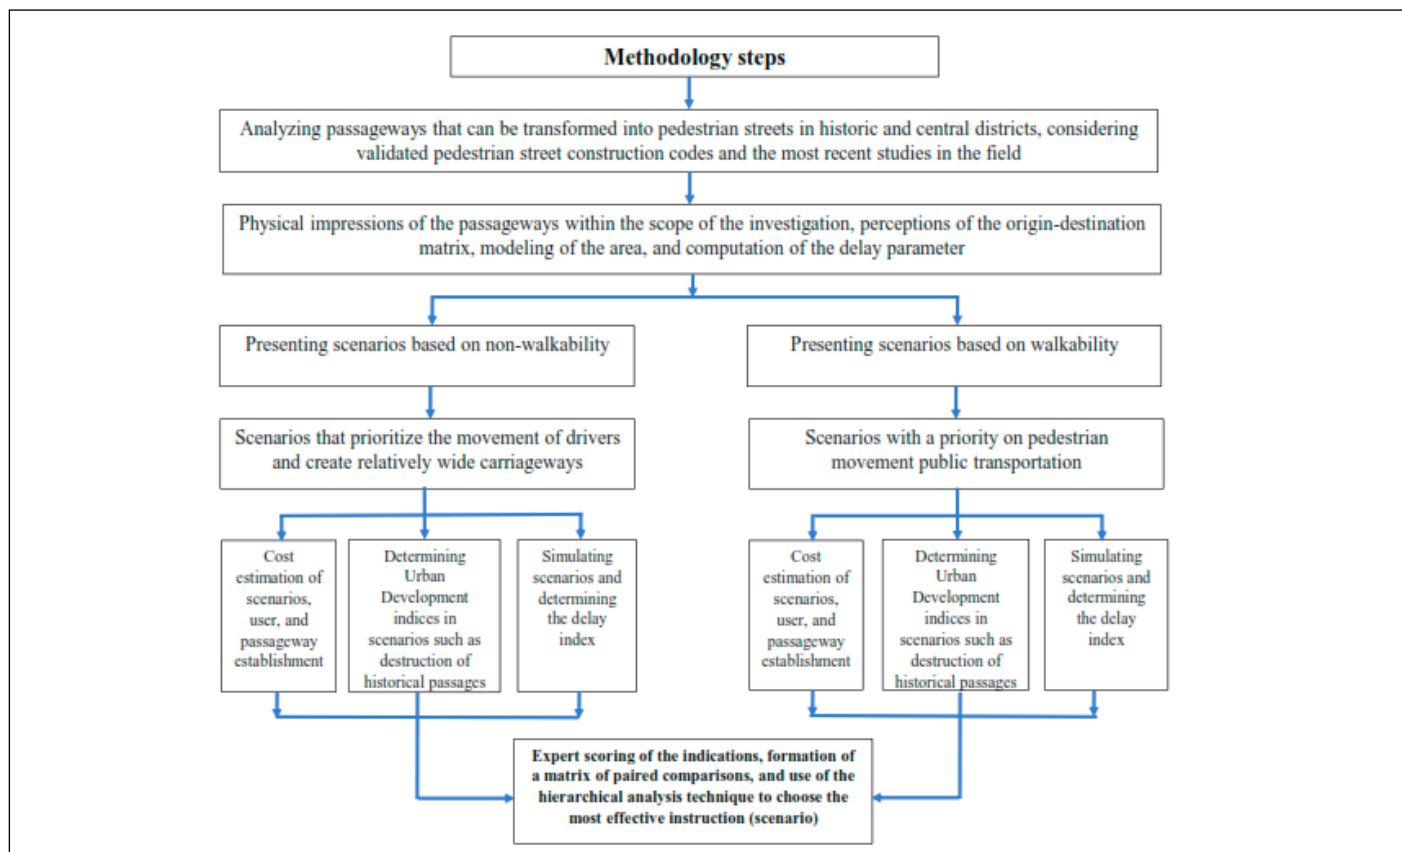 Methodology steps
Analyzing passageways that can be transformed into pedestrian streets in historic and central districts, considering
validated pedestrian street construction codes and the most recent studies in the field
Physical impressions of the passageways within the scope of the investigation, perceptions of the origin-destination
matrix, modeling of the area, and computation of the delay parameter
Presenting scenarios based on non-walkability
Presenting scenarios based on walkability
Scenarios that prioritize the movement of drivers
and create relatively wide carriageways
Scenarios with a priority on pedestrian
movement public transportation
Cost
estimation of
scenarios,
user, and
passageway
establishment
Determining
Urban
Development
indices in
scenarios such as
destruction of
historical passages
Simulating
scenarios and
determining
the delay
index
Cost
estimation of
scenarios,
user, and
passageway
establishment
Determining
Urban
Development
indices in
scenarios such as
destruction of
historical passages
Simulating
scenarios and
determining
the delay
index
Expert scoring of the indications, formation of
a matrix of paired comparisons, and use of the
hierarchical analysis technique to choose the
most effective instruction (scenario)